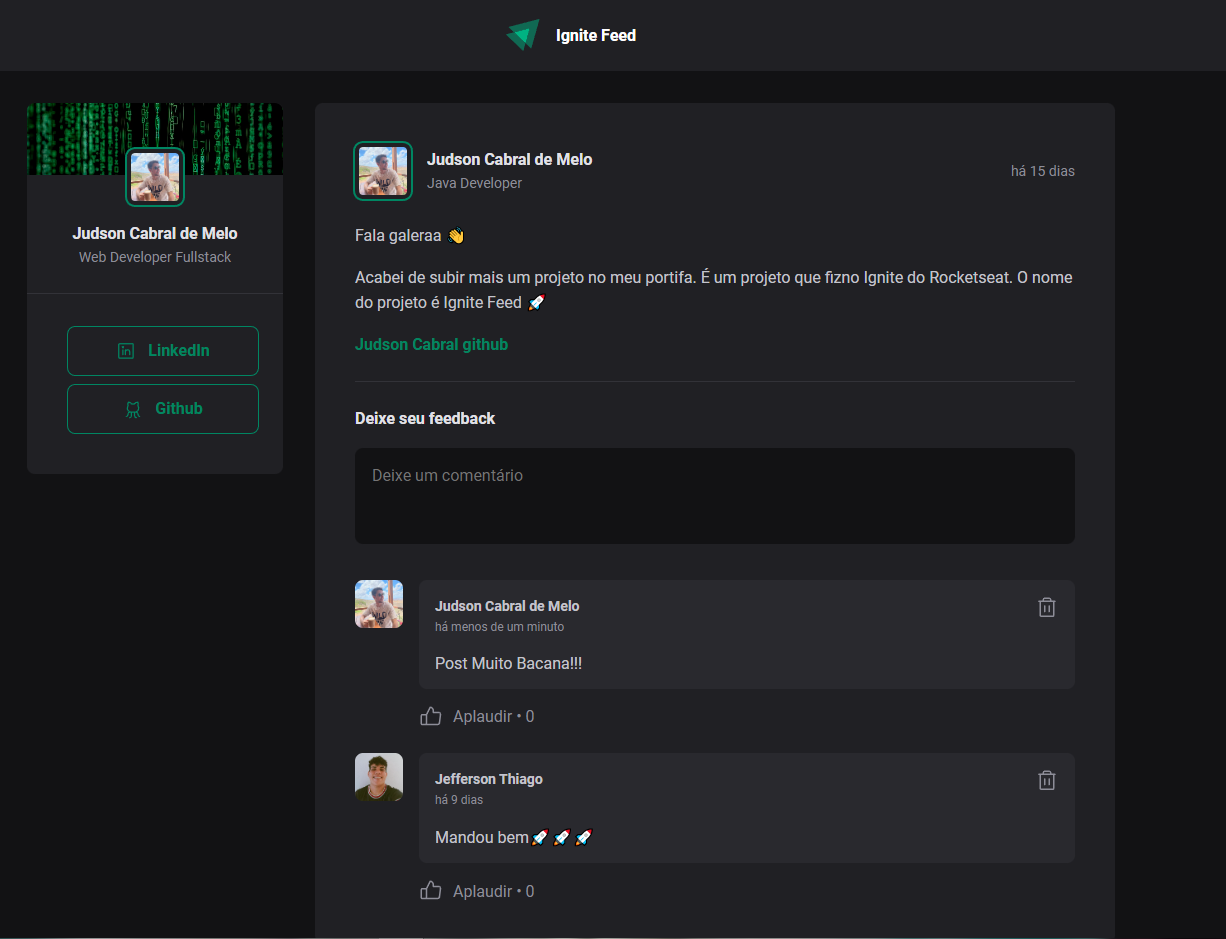 Ignite Feed
Judson Cabral de Melo
Web Developer Fullstack
LinkedIn
Github
Judson Cabral de Melo
Java Developer
há 15 dias
Fala galeraa 👋
Acabei de subir mais um projeto no meu portifa. É um projeto que fizno Ignite do Rocketseat. O nome
do projeto é Ignite Feed 🚀
Judson Cabral github
Deixe seu feedback
Deixe um comentário
Judson Cabral de Melo
há menos de um minuto
Post Muito Bacana!!!
Aplaudir • 0
Jefferson Thiago
há 9 dias
Mandou bem🚀🚀🚀
Aplaudir • 0